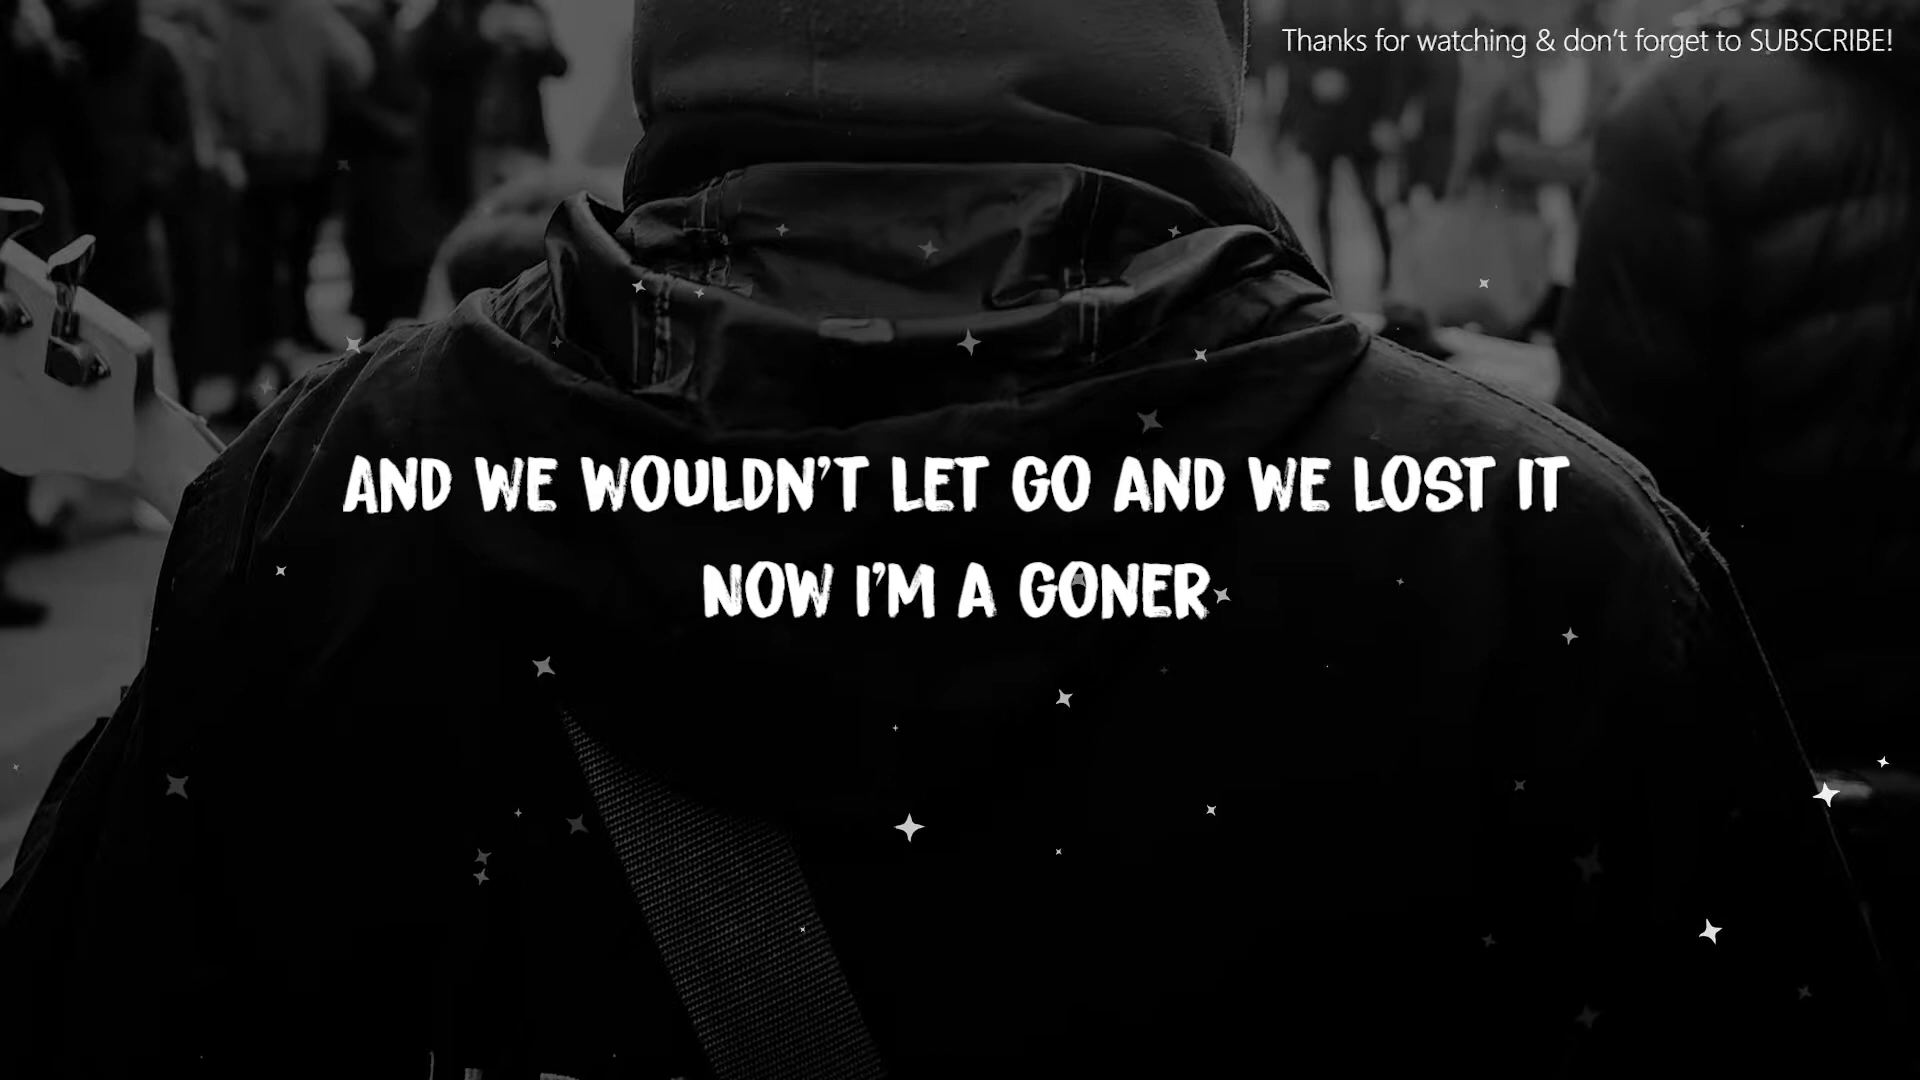 Thanks for watching & don't forget to SUBSCRIBE!
AND WE WOULDN'T LET GO AND WE LOST IT
NOW I'M A GONER